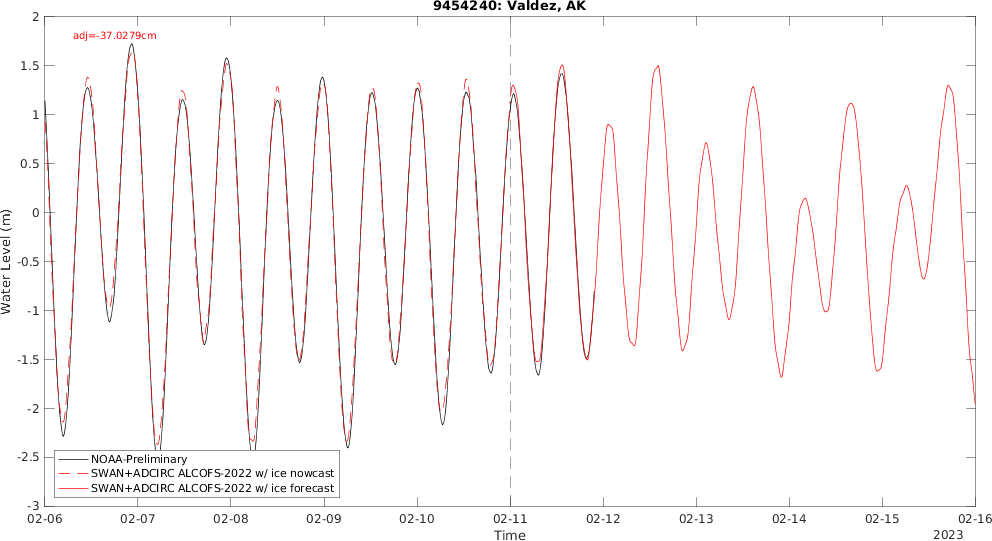 9454240: Valdez, AK
adj=-37.0279cm
2
1.5
1
0.5
0
-0.5
-1
-1.5
-2
-2.5
-3
Water Level (m)
NOAA-Preliminary
SWAN+ADCIRC ALCOFS-2022 w/ ice nowcast
SWAN+ADCIRC ALCOFS-2022 w/ ice forecast
02-06 02-07 02-08 02-09 02-10 02-11 02-12 02-13 02-14 02-15 02-16
Time
2023